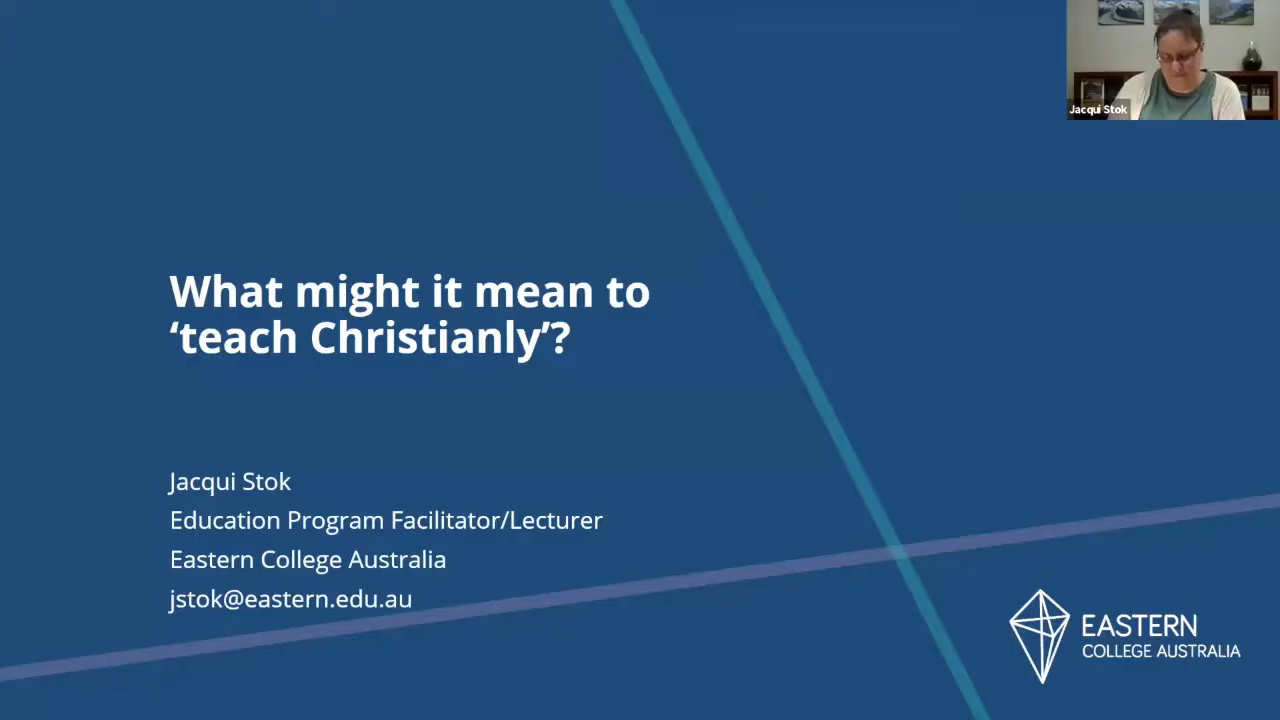 Jacqui Stok
What might it mean to
‘teach Christianly’?
Jacqui Stok
Education Program Facilitator/Lecturer
Eastern College Australia
jstok@eastern.edu.au
EASTERN
COLLEGE AUSTRALIA